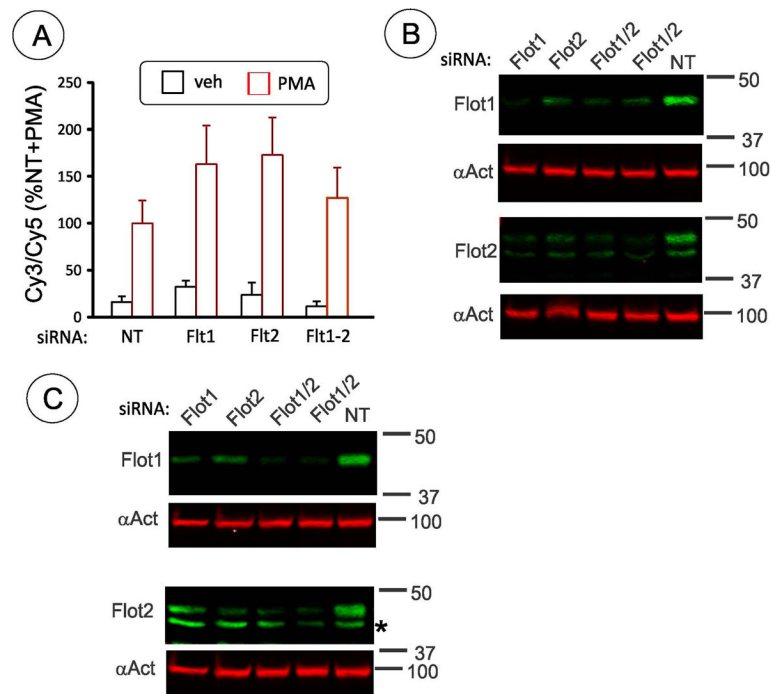 A
veh PMA
Cy3/Cy5 (%NT+PMA)
250
200
150
100
50
0
siRNA: NT Flt1 Flt2 Flt1-2
B
siRNA: Flot1 Flot2 Flot1/2 Flot1/2 NT
50
Flot1
37
αAct 100
50
Flot2
37
αAct 100
C
siRNA: Flot1 Flot2 Flot1/2 Flot1/2 NT
50
Flot1
37
αAct 100
50
Flot2
*
37
αAct 100